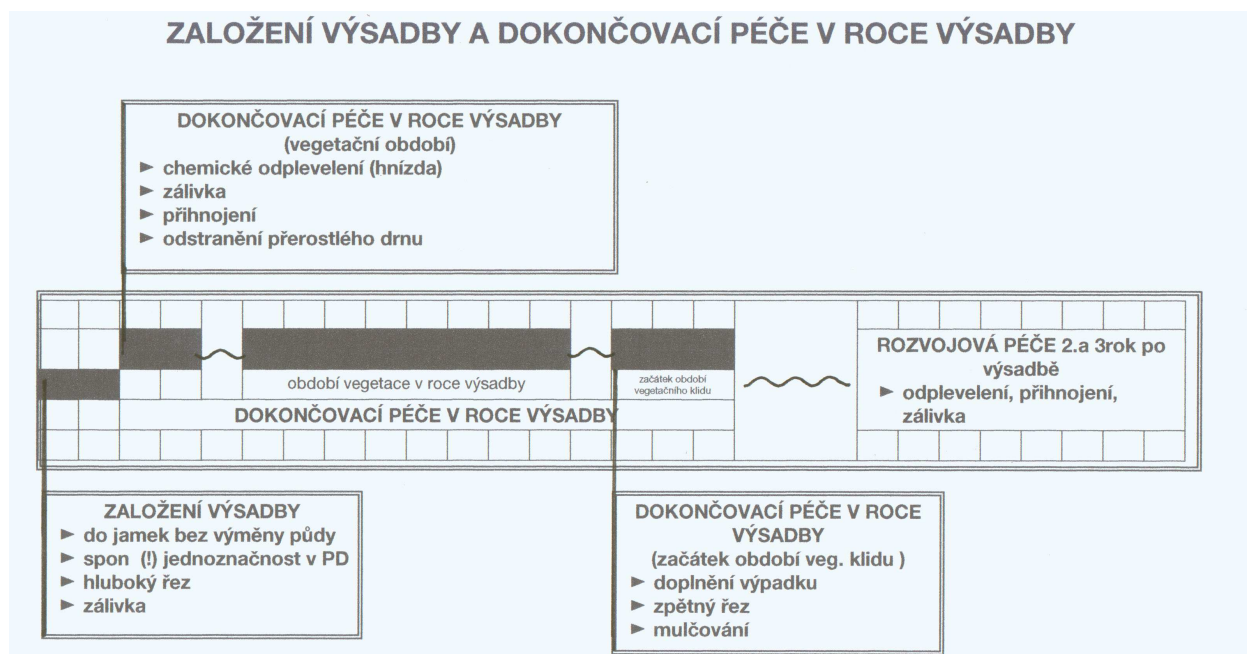 ZALOŽENÍ VÝSADBY A DOKONČOVACÍ PÉČE V ROCE VÝSADBY
DOKONČOVACÍ PÉČE V ROCE VÝSADBY
(vegetační období)
► chemické odplevelení (hnízda)
► zálivka
► přihnojení
► odstranění přerostlého drnu
období vegetace v roce výsadby
začátek období
vegetačního klidu
DOKONČOVACÍ PÉČE V ROCE VÝSADBY
ROZVOJOVÁ PÉČE 2.a 3rok po
výsadbě
► odplevelení, přihnojení,
zálivka
ZALOŽENÍ VÝSADBY
► do jamek bez výměny půdy
► spon (!) jednoznačnost v PD
► hluboký řez
► zálivka
DOKONČOVACÍ PÉČE V ROCE
VÝSADBY
(začátek období veg. klidu )
► doplnění výpadku
► zpětný řez
► mulčování